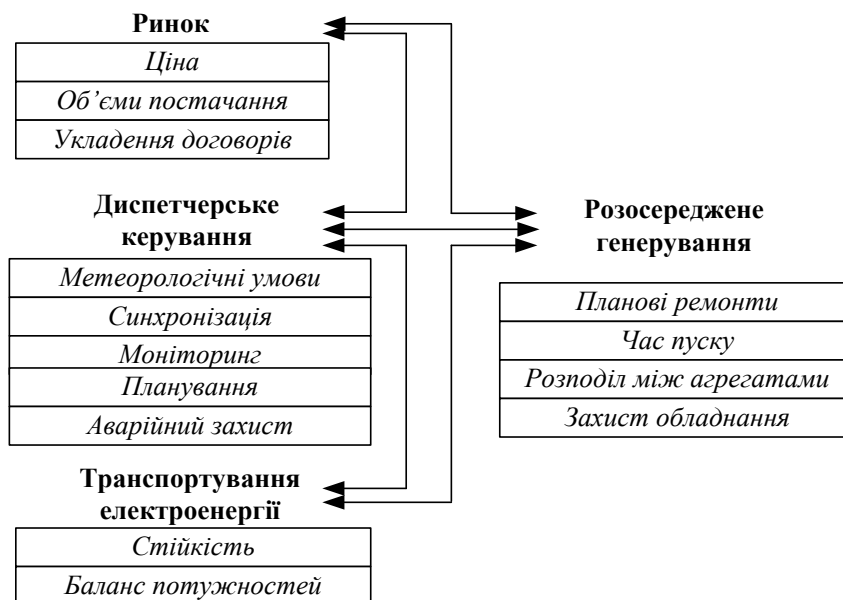 Ринок
Ціна
Об’єми постачання
Укладення договорів
Диспетчерське
керування
Метеорологічні умови
Синхронізація
Моніторинг
Планування
Аварійний захист
Транспортування
електроенергії
Стійкість
Баланс потужностей
Розосереджене
генерування
Планові ремонти
Час пуску
Розподіл між агрегатами
Захист обладнання